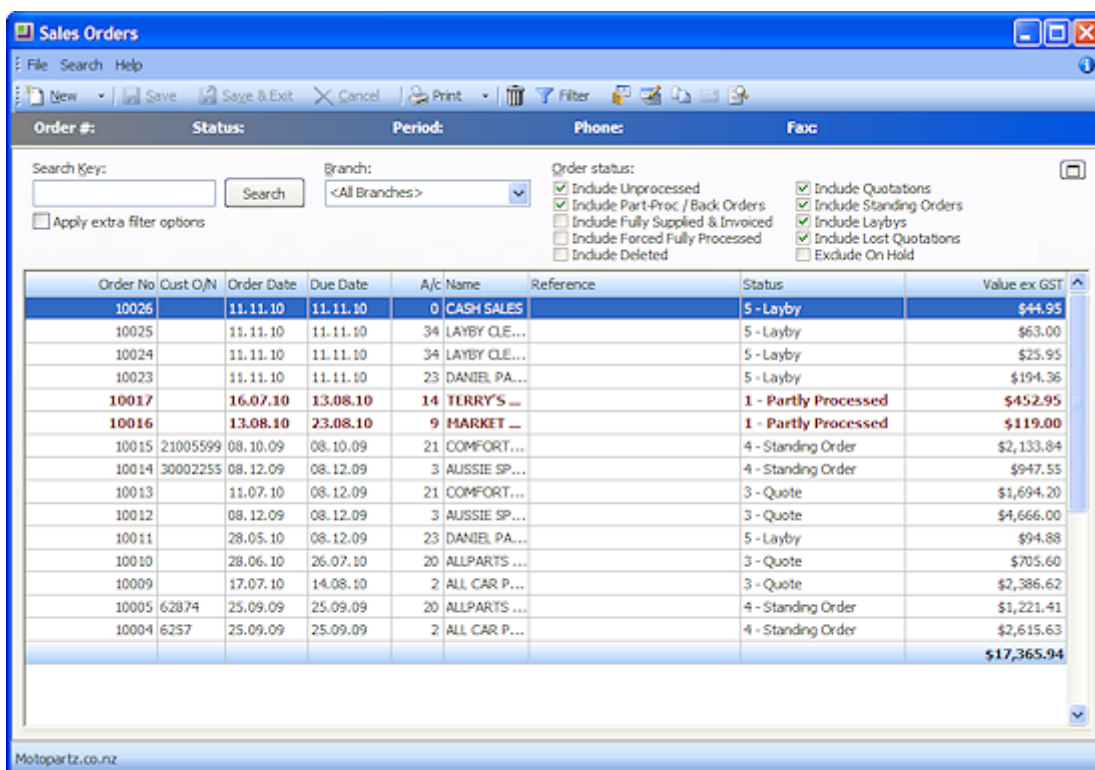 Sales Orders
File Search Help
New Save Save & Exit Cancel Print Filter
Order #: Status: Period: Phone: Fax:
Search Key: Branch: Order status:
Search <All Branches> Include Unprocessed Include Quotations
Include Part-Proc / Back Orders Include Standing Orders
Apply extra filter options Include Fully Supplied & Invoiced Include Laybys
Include Forced Fully Processed Include Lost Quotations
Include Deleted Exclude On Hold
Order No Cust O/N Order Date Due Date A/c Name Reference Status Value ex GST
10026 11.11.10 11.11.10 0 CASH SALES 5 - Layby $44.95
10025 11.11.10 11.11.10 34 LAYBY CLE... 5 - Layby $63.00
10024 11.11.10 11.11.10 34 LAYBY CLE... 5 - Layby $25.95
10023 11.11.10 11.11.10 23 DANIEL PA... 5 - Layby $194.36
10017 16.07.10 13.08.10 14 TERRY'S ... 1 - Partly Processed $452.95
10016 13.08.10 23.08.10 9 MARKET ... 1 - Partly Processed $119.00
10015 21005599 08.10.09 08.10.09 21 COMFORT... 4 - Standing Order $2,133.84
10014 30002255 08.12.09 08.12.09 3 AUSSIE SP... 4 - Standing Order $947.55
10013 11.07.10 08.12.09 21 COMFORT... 3 - Quote $1,694.20
10012 08.12.09 08.12.09 3 AUSSIE SP... 3 - Quote $4,666.00
10011 28.05.10 08.12.09 23 DANIEL PA... 5 - Layby $94.88
10010 28.06.10 26.07.10 20 ALLPARTS ... 3 - Quote $705.60
10009 17.07.10 14.08.10 2 ALL CAR P... 3 - Quote $2,386.62
10005 62874 25.09.09 25.09.09 20 ALLPARTS ... 4 - Standing Order $1,221.41
10004 6257 25.09.09 25.09.09 2 ALL CAR P... 4 - Standing Order $2,615.63
$17,365.94
Motopartz.co.nz